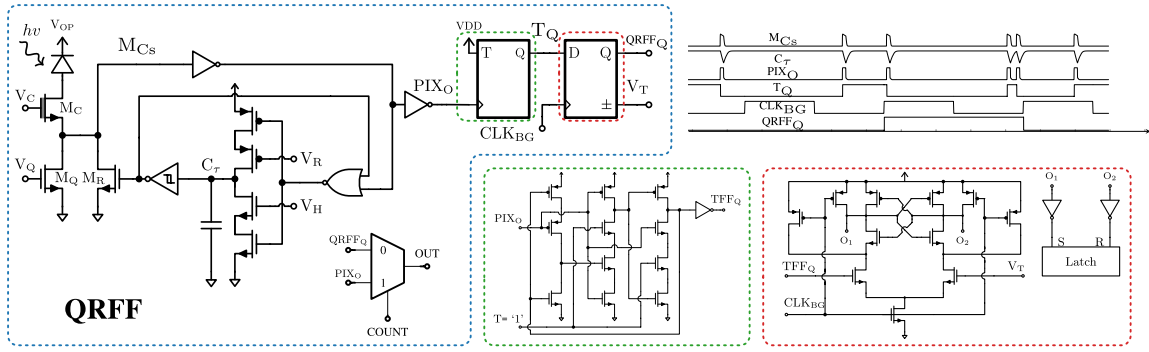 hν
V_OP
M_Cs
V_C
M_C
V_Q
M_Q
M_R
C_τ
V_R
V_H
PIX_O
VDD
T
Q
T_Q
D
Q
±
CLK_BG
QRFF_Q
V_T
QRFF_Q
0
PIX_O
1
OUT
COUNT
QRFF
M_Cs
C_τ
PIX_O
T_Q
CLK_BG
QRFF_Q
PIX_O
T= ‘1’
TFF_Q
O_1
O_2
TFF_Q
V_T
CLK_BG
O_1
O_2
S
R
Latch